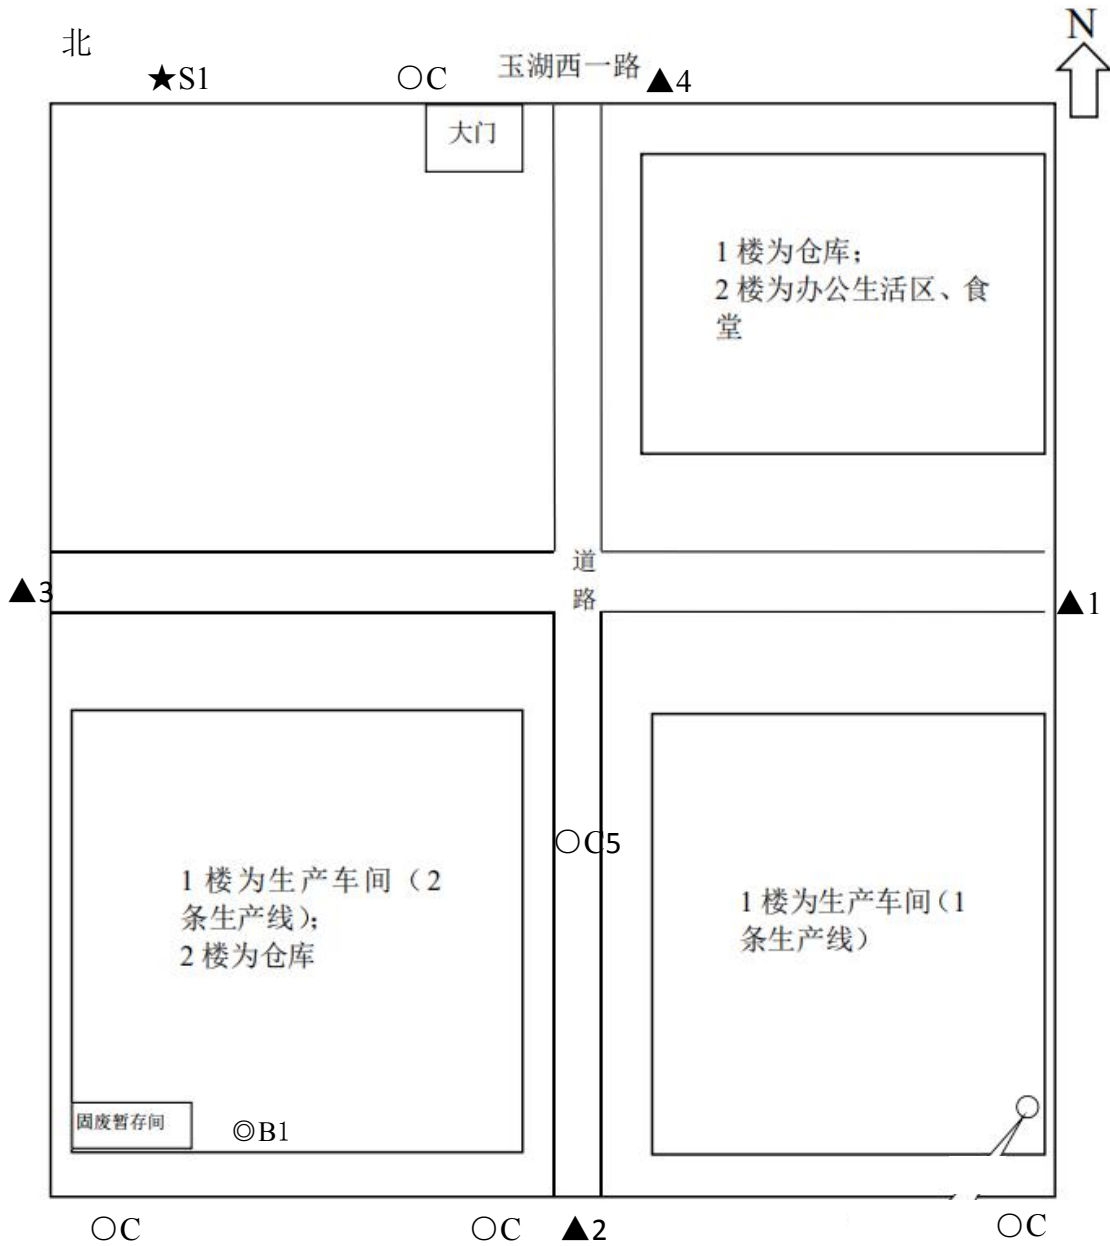 N
北
★S1
○C
玉湖西一路
▲4
大门
1 楼为仓库；
2 楼为办公生活区、食
堂
道
路
▲3
▲1
○C5
1 楼为生产车间（2
条生产线）；
2 楼为仓库
1 楼为生产车间（1
条生产线）
固废暂存间
◎B1
○C
○C
▲2
○C